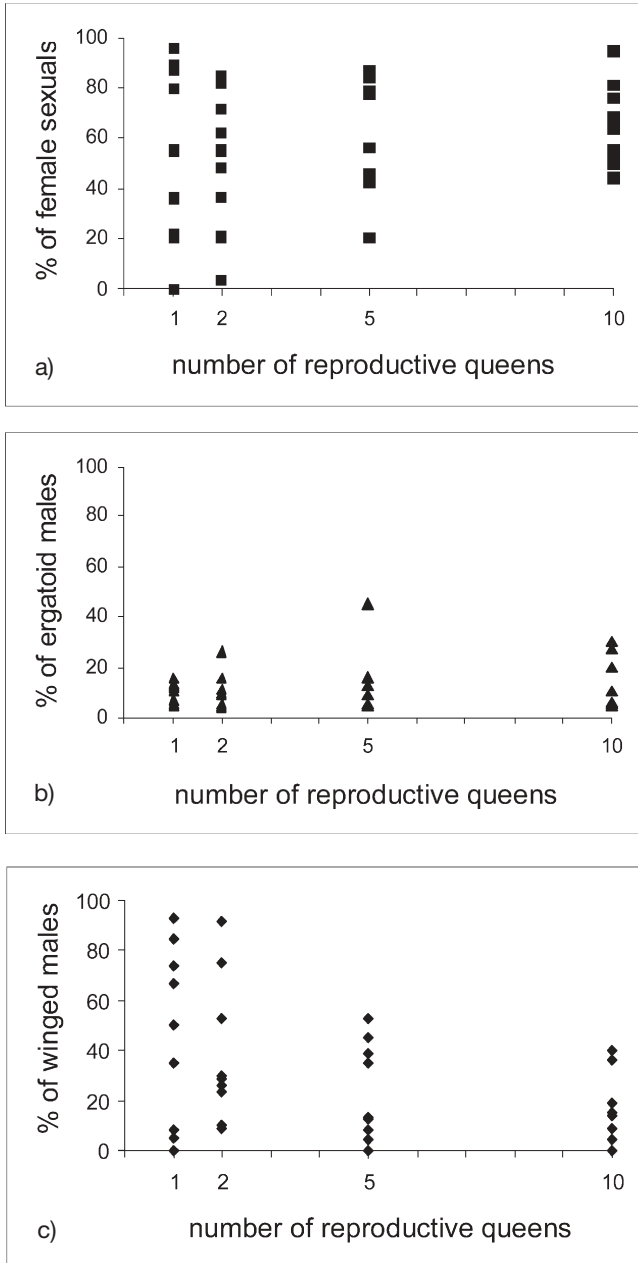 100
80
60
40
20
0
% of female sexuals
1 2 5 10
number of reproductive queens
a)
100
80
60
40
20
0
% of ergatoid males
1 2 5 10
number of reproductive queens
b)
100
80
60
40
20
0
% of winged males
1 2 5 10
number of reproductive queens
c)